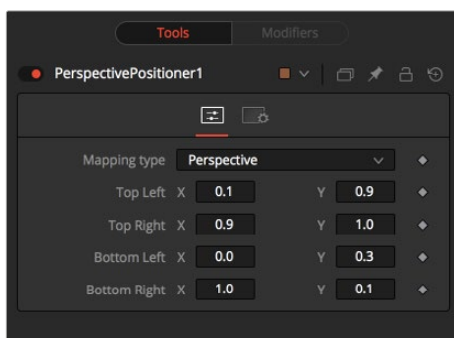 Tools Modifiers
PerspectivePositioner1
Mapping type Perspective
Top Left X 0.1 Y 0.9
Top Right X 0.9 Y 1.0
Bottom Left X 0.0 Y 0.3
Bottom Right X 1.0 Y 0.1